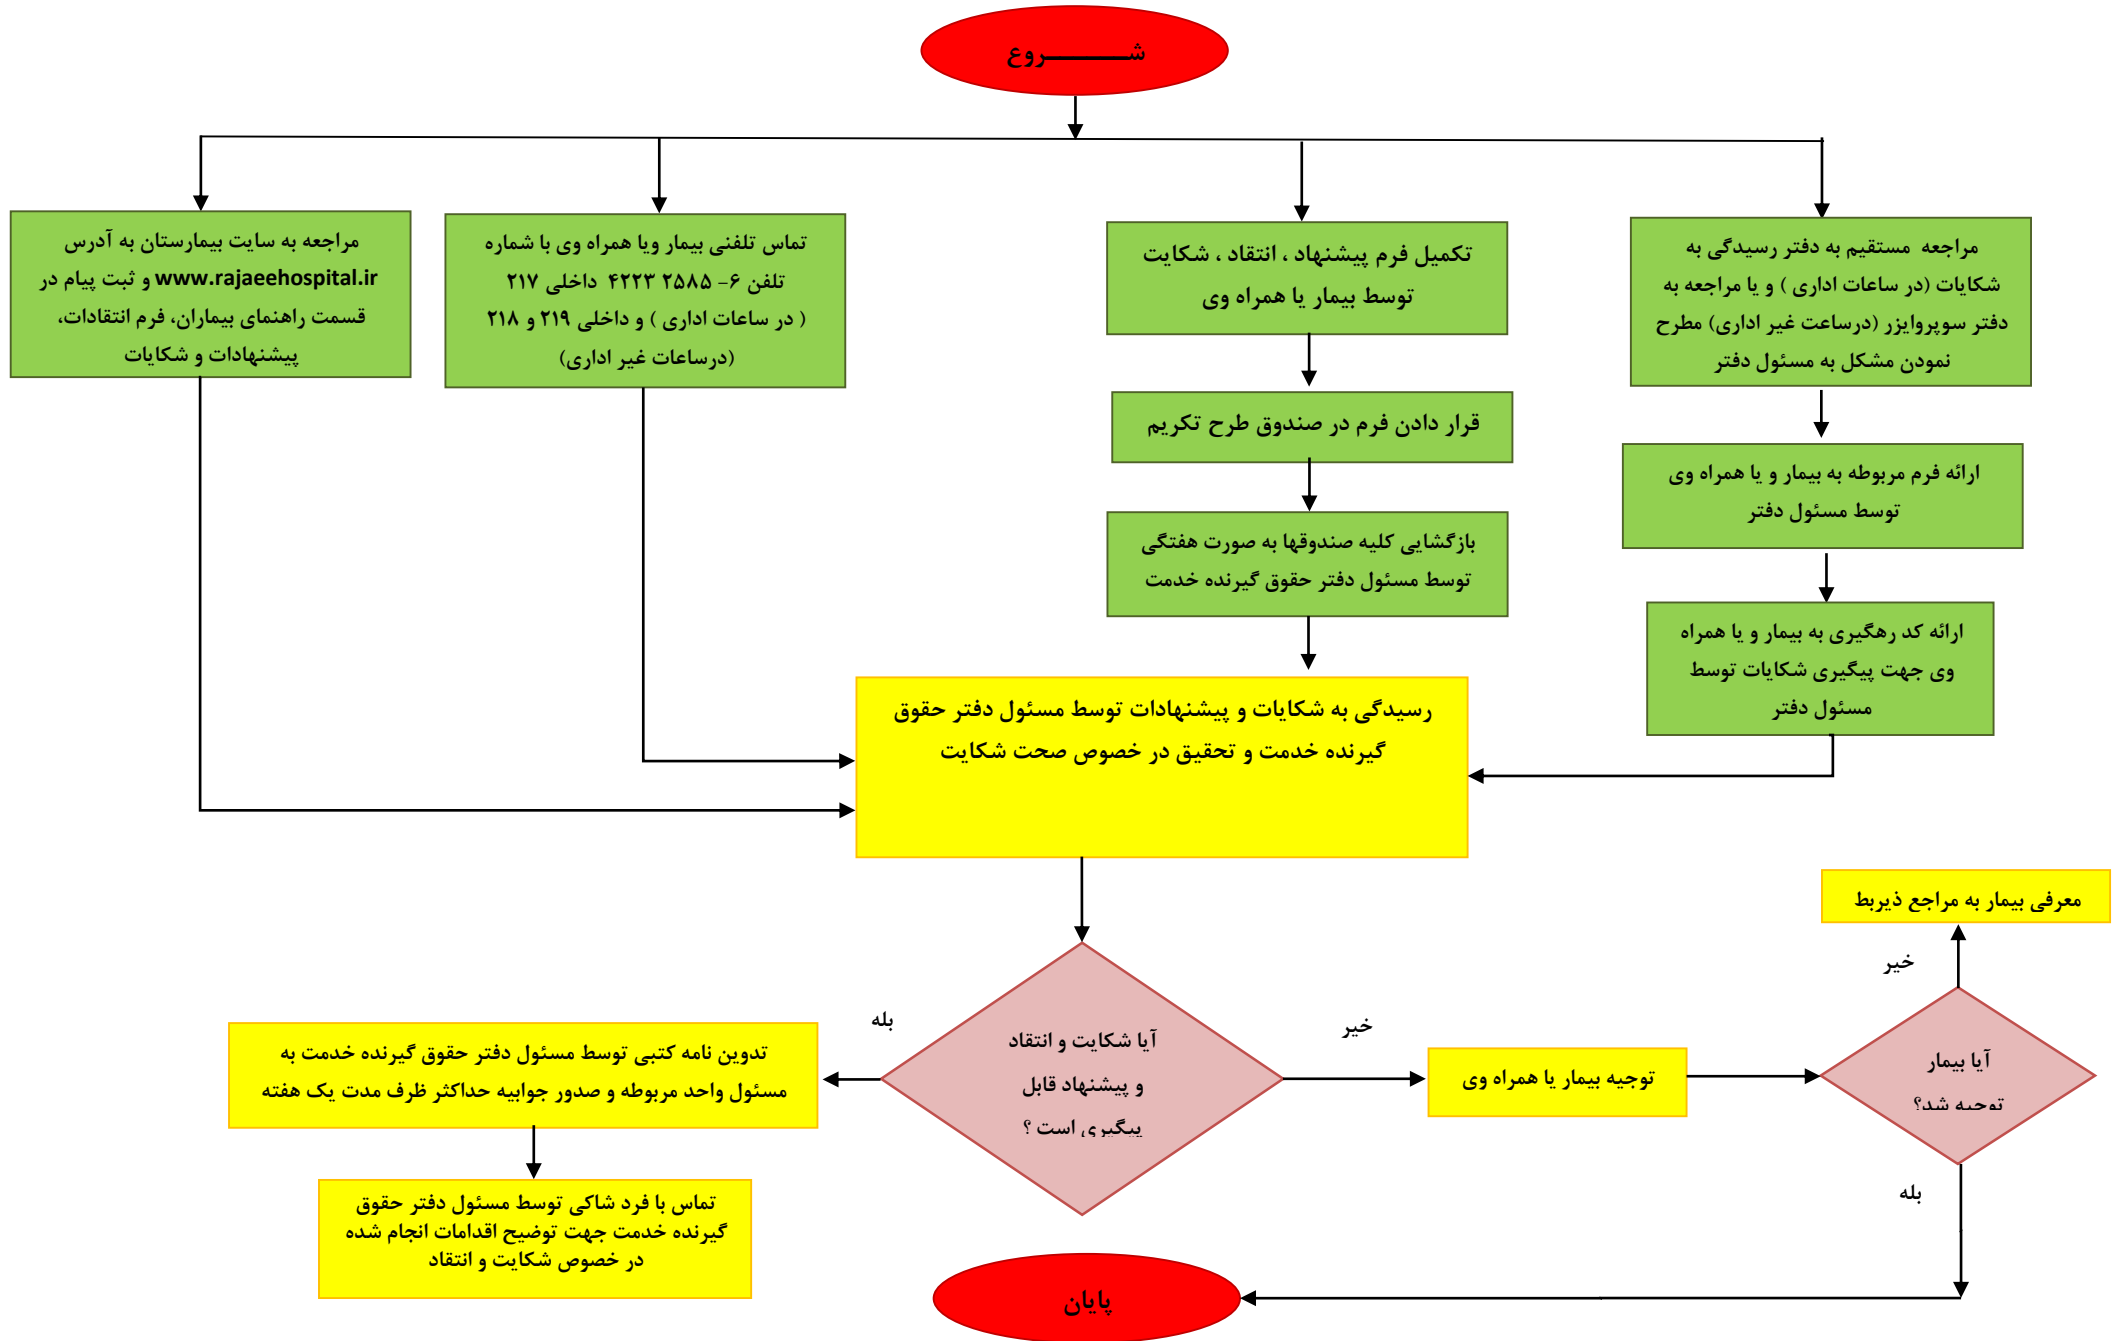 شــــــــــــروع
مراجعه مستقیم به دفتر رسیدگی به
شکایات (در ساعات اداری ) و یا مراجعه به
دفتر سوپروایزر (درساعت غیر اداری) مطرح
نمودن مشکل به مسئول دفتر
ارائه فرم مربوطه به بیمار و یا همراه وی
توسط مسئول دفتر
ارائه کد رهگیری به بیمار و یا همراه
وی جهت پیگیری شکایات توسط
مسئول دفتر
تکمیل فرم پیشنهاد ، انتقاد ، شکایت
توسط بیمار یا همراه وی
قرار دادن فرم در صندوق طرح تکریم
بازگشایی کلیه صندوقها به صورت هفتگی
توسط مسئول دفتر حقوق گیرنده خدمت
تماس تلفنی بیمار ویا همراه وی با شماره
تلفن ۶- ۲۵۸۵ ۴۲۲۳ داخلی ۲۱۷
( در ساعات اداری ) و داخلی ۲۱۹ و ۲۱۸
(درساعات غیر اداری)
مراجعه به سایت بیمارستان به آدرس
www.rajaeehospital.ir و ثبت پیام در
قسمت راهنمای بیماران، فرم انتقادات،
پیشنهادات و شکایات
رسیدگی به شکایات و پیشنهادات توسط مسئول دفتر حقوق
گیرنده خدمت و تحقیق در خصوص صحت شکایت
آیا شکایت و انتقاد
و پیشنهاد قابل
پیگیری است ؟
خیر
توجیه بیمار یا همراه وی
آیا بیمار
توجیه شد؟
خیر
معرفی بیمار به مراجع ذیربط
بله
بله
تدوین نامه کتبی توسط مسئول دفتر حقوق گیرنده خدمت به
مسئول واحد مربوطه و صدور جوابیه حداکثر ظرف مدت یک هفته
تماس با فرد شاکی توسط مسئول دفتر حقوق
گیرنده خدمت جهت توضیح اقدامات انجام شده
در خصوص شکایت و انتقاد
پایان